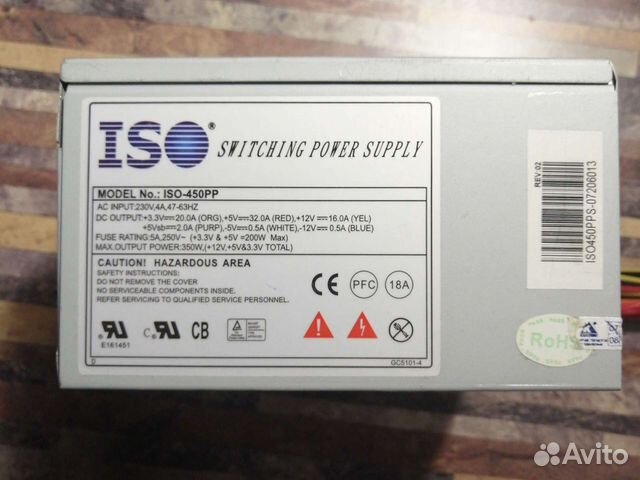 ISO® SWITCHING POWER SUPPLY
MODEL No.: ISO-450PP
AC INPUT:230V,4A,47-63HZ
DC OUTPUT:+3.3V⎓20.0A (ORG),+5V⎓32.0A (RED),+12V⎓16.0A (YEL)
+5Vsb⎓2.0A (PURP),-5V⎓0.5A (WHITE),-12V⎓0.5A (BLUE)
FUSE RATING:5A,250V~ (+3.3V & +5V =200W Max)
MAX.OUTPUT POWER:350W,(+12V,+5V&3.3V TOTAL)
CAUTION! HAZARDOUS AREA
SAFETY INSTRUCTIONS:
DO NOT REMOVE THIS COVER.
NO SERVICEABLE COMPONENTS INSIDE.
REFER SERVICING TO QUALIFIED SERVICE PERSONNEL.
CE PFC 18A
E161451
CB
D
GC5101-4
REV:02
ISO450PPS-07206013
PASS PASS PASS
RoHS
Avito